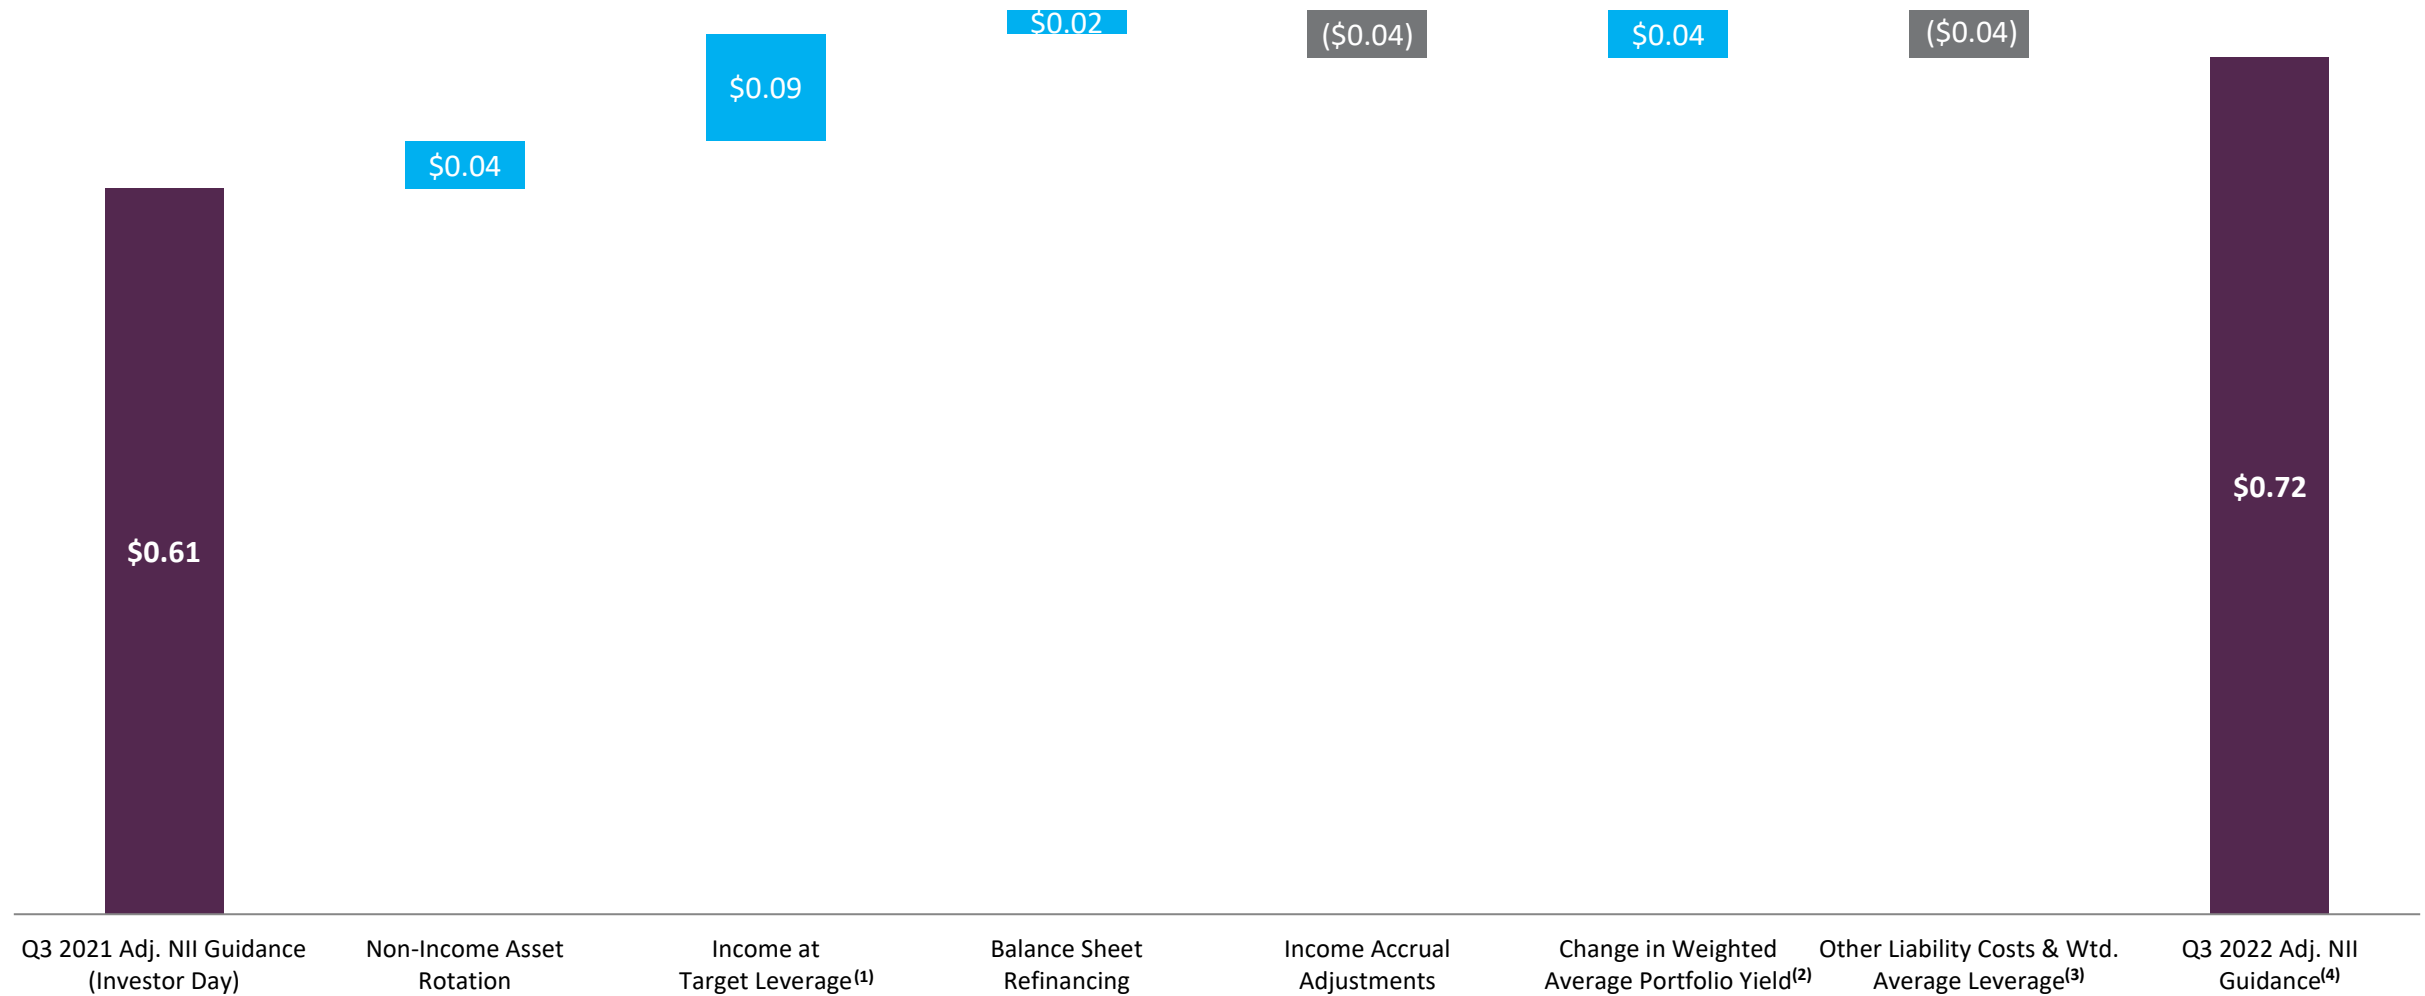 $0.02
($0.04)
$0.04
($0.04)
$0.09
$0.04
$0.72
$0.61
Q3 2021 Adj. NII Guidance
(Investor Day)
Non-Income Asset
Rotation
Income at
Target Leverage(1)
Balance Sheet
Refinancing
Income Accrual
Adjustments
Change in Weighted
Average Portfolio Yield(2)
Other Liability Costs & Wtd.
Average Leverage(3)
Q3 2022 Adj. NII
Guidance(4)